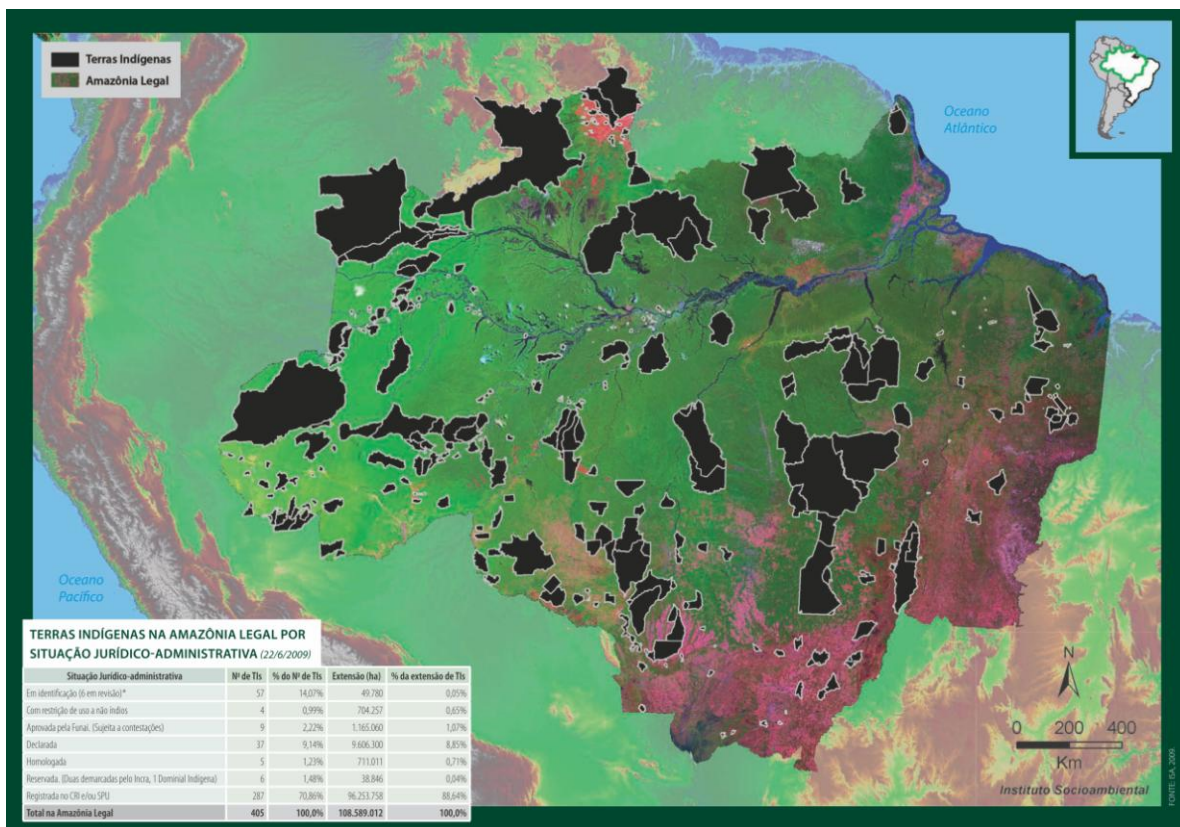 Terras Indígenas
Amazônia Legal
Oceano
Atlântico
Oceano
Pacífico
TERRAS INDÍGENAS NA AMAZÔNIA LEGAL POR
SITUAÇÃO JURÍDICO-ADMINISTRATIVA (22/6/2009)
Situação Jurídico-administrativa Nº de TIs % do Nº de TIs Extensão (ha) % da extensão de TIs
Em identificação (6 em revisão)* 57 14,07% 49.780 0,05%
Com restrição de uso a não índios 4 0,99% 704.257 0,65%
Aprovada pela Funai. (Sujeita a contestações) 9 2,22% 1.165.060 1,07%
Declarada 37 9,14% 9.606.300 8,85%
Homologada 5 1,23% 711.011 0,71%
Reservada. (Duas demarcadas pelo Incra, 1 Dominial Indígena) 6 1,48% 38.846 0,04%
Registrada no CRI e/ou SPU 287 70,86% 96.253.758 88,64%
Total na Amazônia Legal 405 100,0% 108.589.012 100,0%
N
0 200 400
Km
Instituto Socioambiental
FONTE: ISA, 2009.